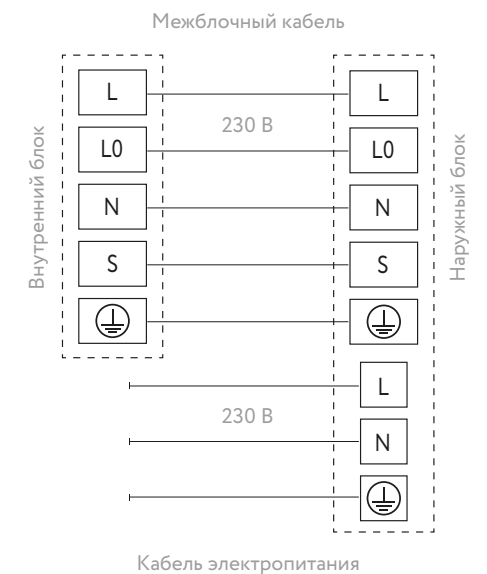 Межблочный кабель
Внутренний блок
L
L
230 В
L0
L0
N
N
S
S
Наружный блок
L
230 В
N
Кабель электропитания